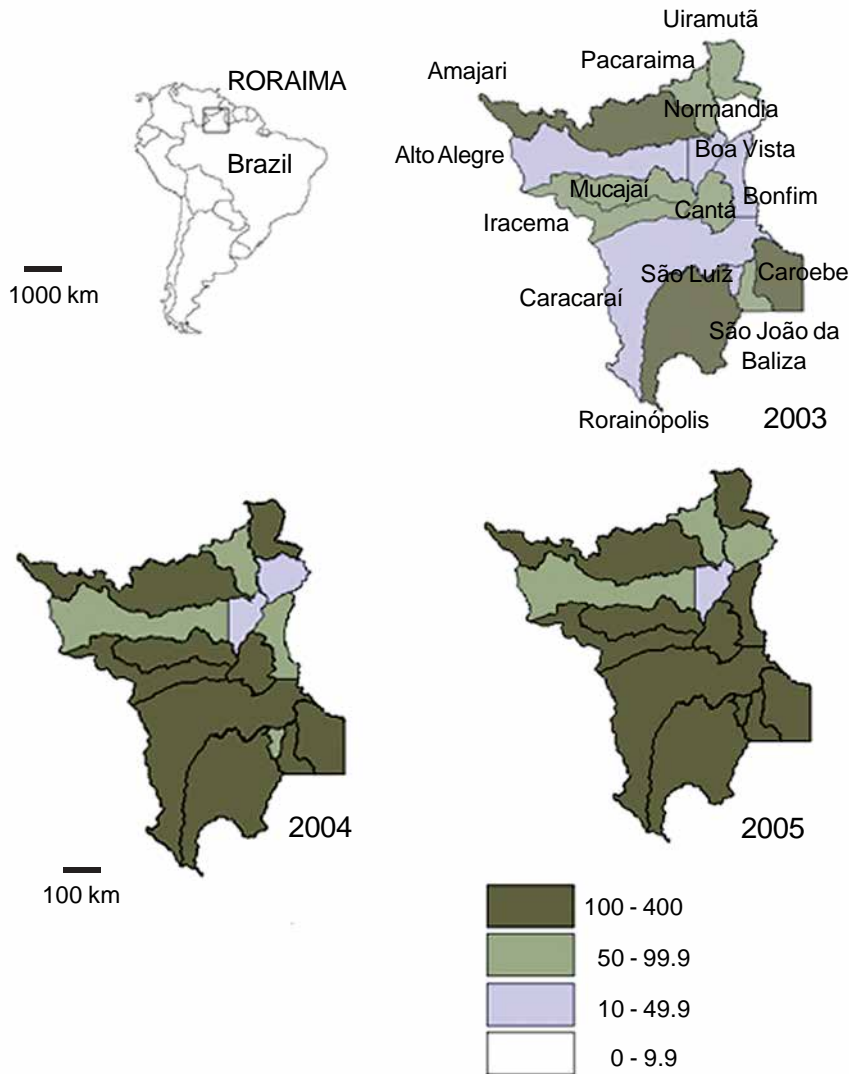 Uiramutã
Pacaraima
Amajari
RORAIMA
Normandia
Brazil
Alto Alegre
Boa Vista
Mucajaí
Bonfim
Cantá
Iracema
1000 km
São Luiz
Caroebe
Caracaraí
São João da
Baliza
Rorainópolis
2003
2004
2005
100 km
100 - 400
50 - 99.9
10 - 49.9
0 - 9.9